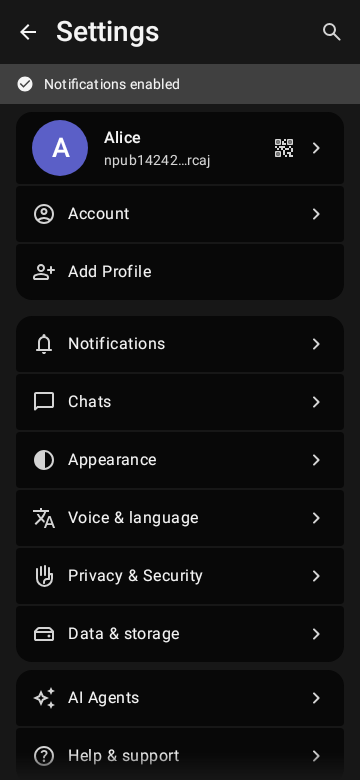 Settings
Notifications enabled
A
Alice
npub14242…rcaj
Account
Add Profile
Notifications
Chats
Appearance
Voice & language
Privacy & Security
Data & storage
AI Agents
Help & support